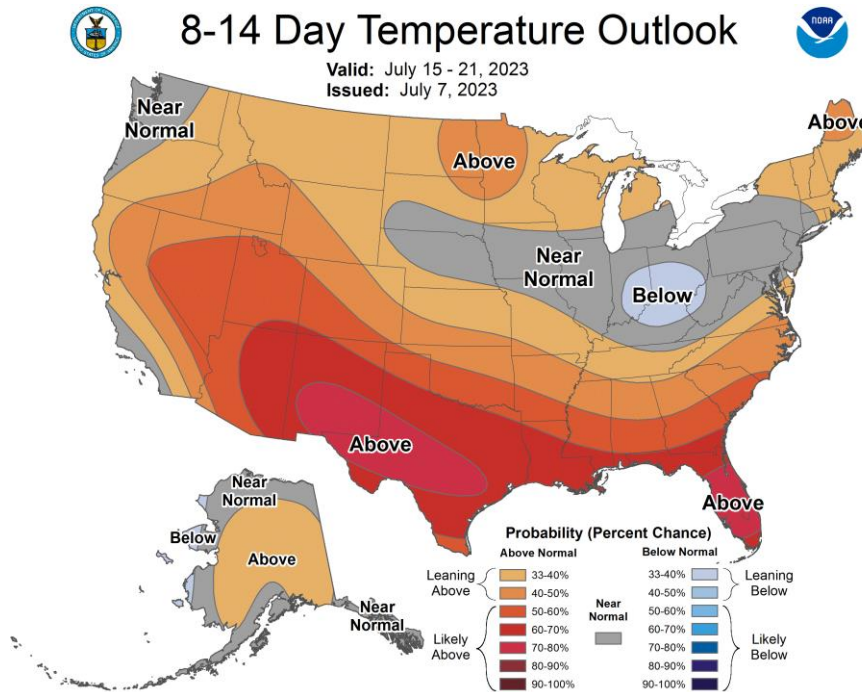 8-14 Day Temperature Outlook
NOAA
Valid: July 15 - 21, 2023
Issued: July 7, 2023
Near
Normal
Above
Above
Near
Normal
Below
Above
Above
Near
Normal
Below
Above
Near
Normal
Probability (Percent Chance)
Above Normal
Below Normal
Leaning
Above
33-40%
40-50%
Likely
Above
50-60%
60-70%
70-80%
80-90%
90-100%
Near
Normal
33-40%
40-50%
Leaning
Below
50-60%
60-70%
70-80%
80-90%
90-100%
Likely
Below